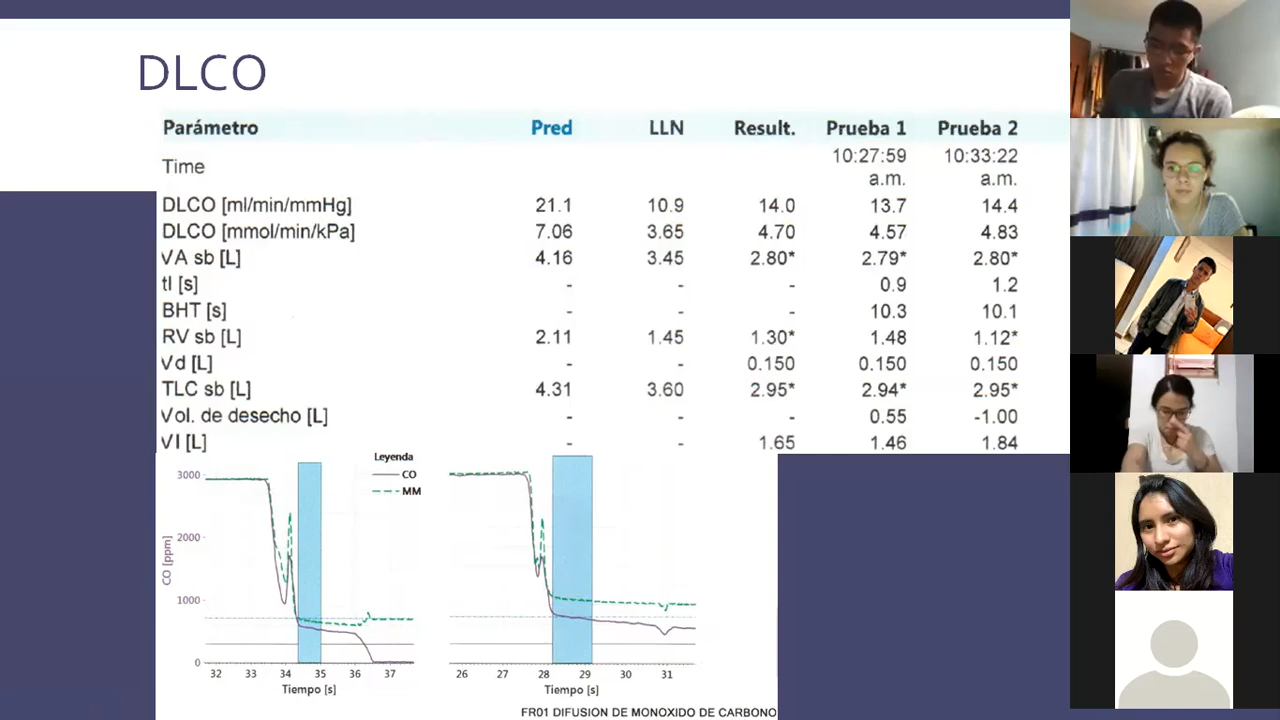 DLCO
Parámetro Pred LLN Result. Prueba 1 Prueba 2
Time 10:27:59 a.m. 10:33:22 a.m.
DLCO [ml/min/mmHg] 21.1 10.9 14.0 13.7 14.4
DLCO [mmol/min/kPa] 7.06 3.65 4.70 4.57 4.83
VA sb [L] 4.16 3.45 2.80* 2.79* 2.80*
tI [s] - - - 0.9 1.2
BHT [s] - - - 10.3 10.1
RV sb [L] 2.11 1.45 1.30* 1.48 1.12*
Vd [L] - - 0.150 0.150 0.150
TLC sb [L] 4.31 3.60 2.95* 2.94* 2.95*
Vol. de desecho [L] - - - 0.55 -1.00
VI [L] - - 1.65 1.46 1.84
Leyenda
CO
MM
3000
2000
1000
0
CO [ppm]
32 33 34 35 36 37
Tiempo [s]
26 27 28 29 30 31
Tiempo [s]
FR01 DIFUSION DE MONOXIDO DE CARBONO